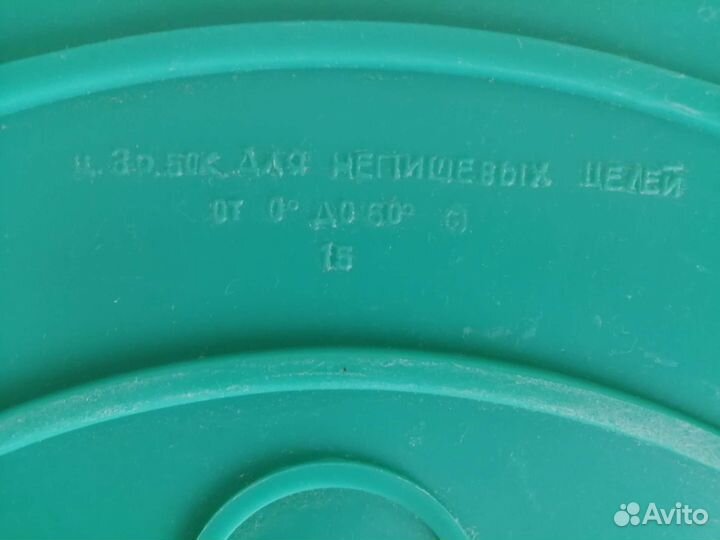 Ц. 3р.50К. ДЛЯ НЕПИЩЕВЫХ ЦЕЛЕЙ
ОТ 0° ДО 60° С
15
Avito